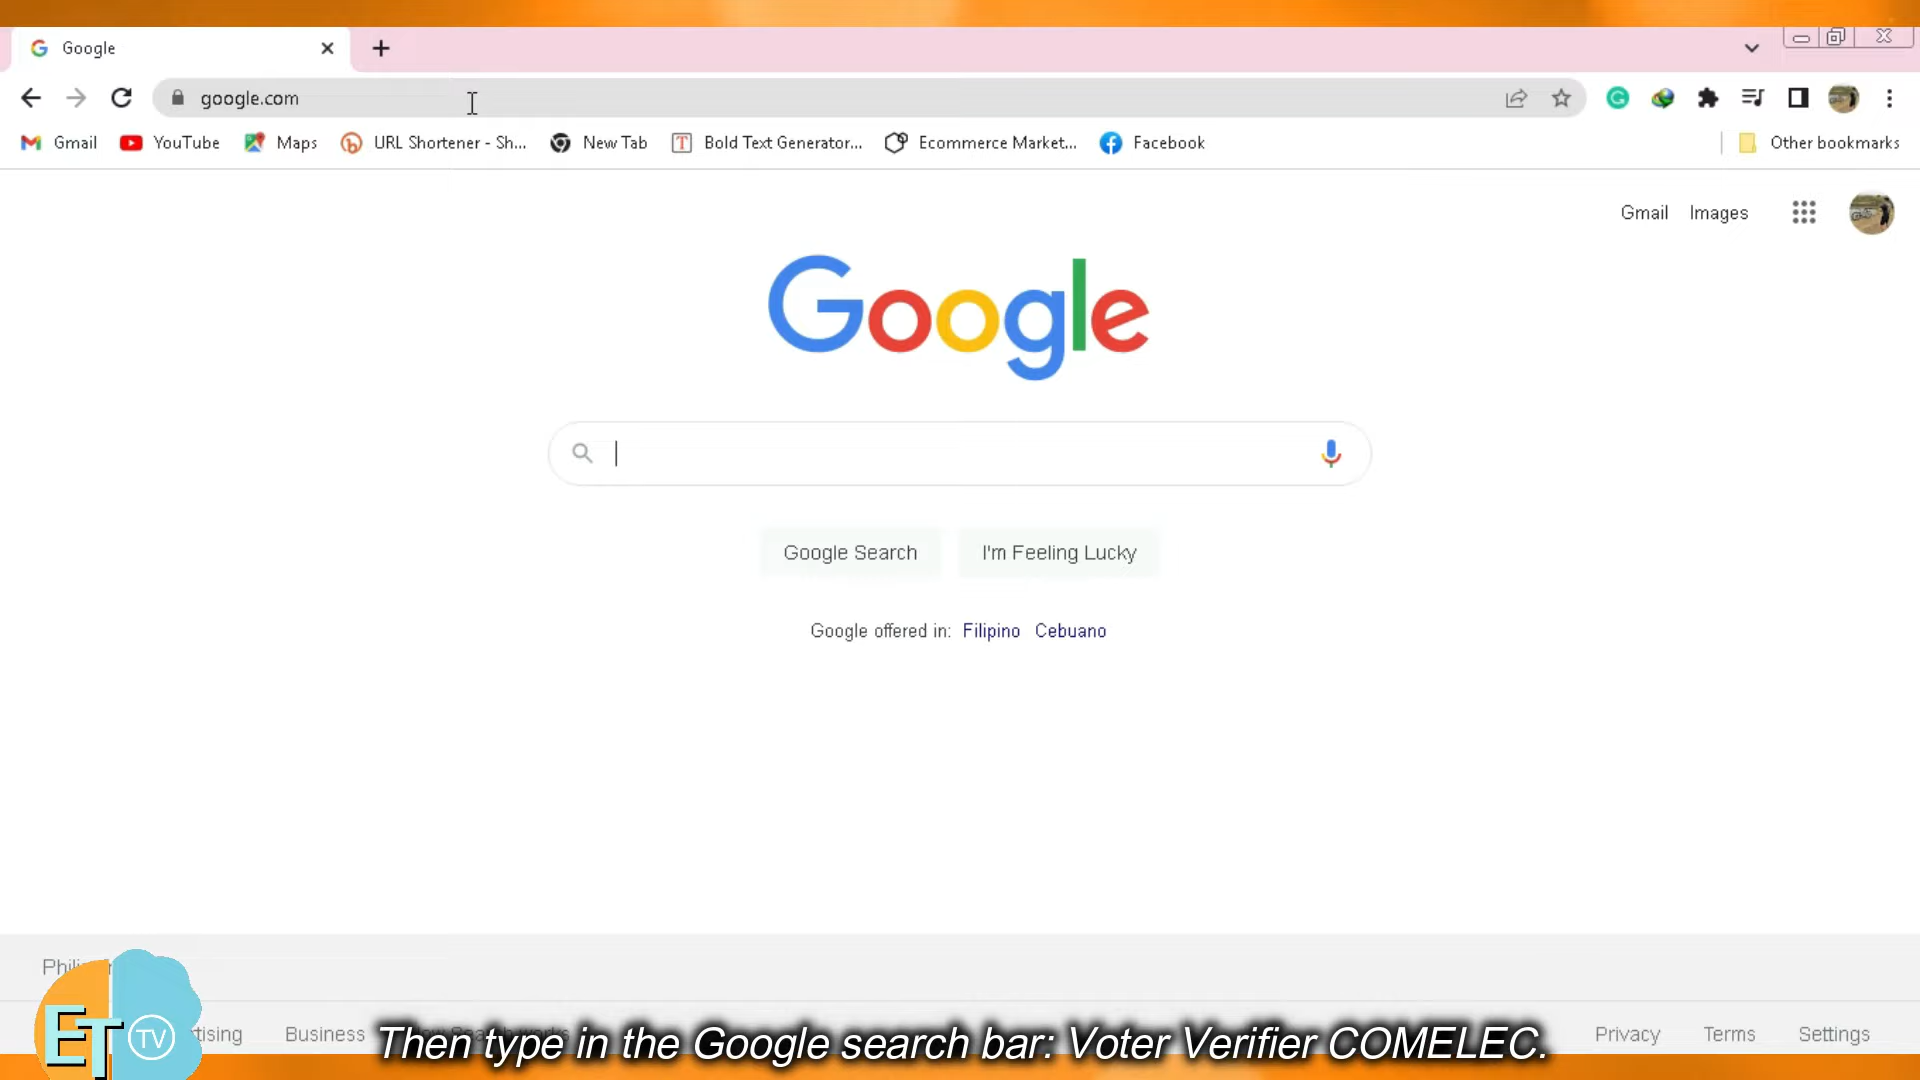 Google
google.com
Gmail YouTube Maps URL Shortener - Sh... New Tab Bold Text Generator... Ecommerce Market... Facebook Other bookmarks
Gmail Images
Google
Google Search I'm Feeling Lucky
Google offered in: Filipino Cebuano
Business
Privacy Terms Settings
ET TV
Then type in the Google search bar: Voter Verifier COMELEC.